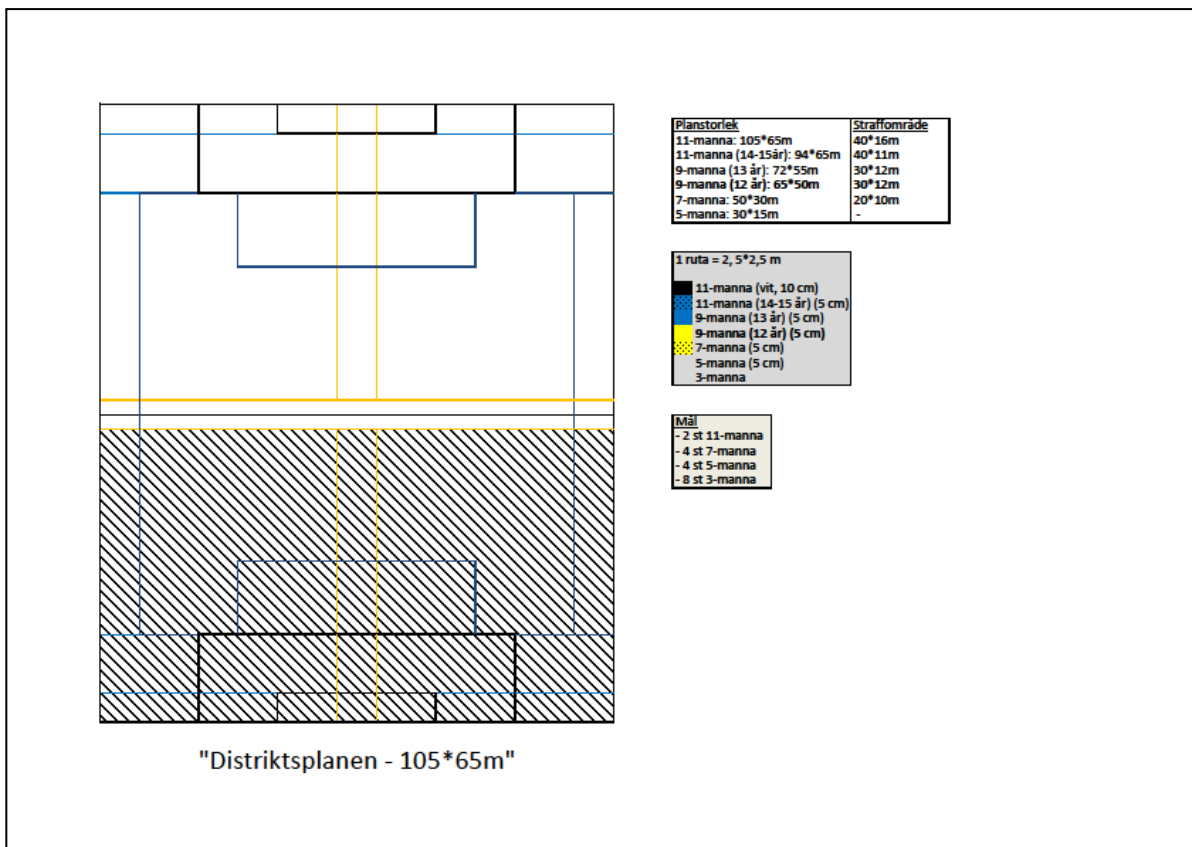 Planstorlek Straffområde
11-manna: 105*65m 40*16m
11-manna (14-15år): 94*65m 40*11m
9-manna (13 år): 72*55m 30*12m
9-manna (12 år): 65*50m 30*12m
7-manna: 50*30m 20*10m
5-manna: 30*15m -
1 ruta = 2, 5*2,5 m
11-manna (vit, 10 cm)
11-manna (14-15 år) (5 cm)
9-manna (13 år) (5 cm)
9-manna (12 år) (5 cm)
7-manna (5 cm)
5-manna (5 cm)
3-manna
Mål
- 2 st 11-manna
- 4 st 7-manna
- 4 st 5-manna
- 8 st 3-manna
"Distriktsplanen - 105*65m"